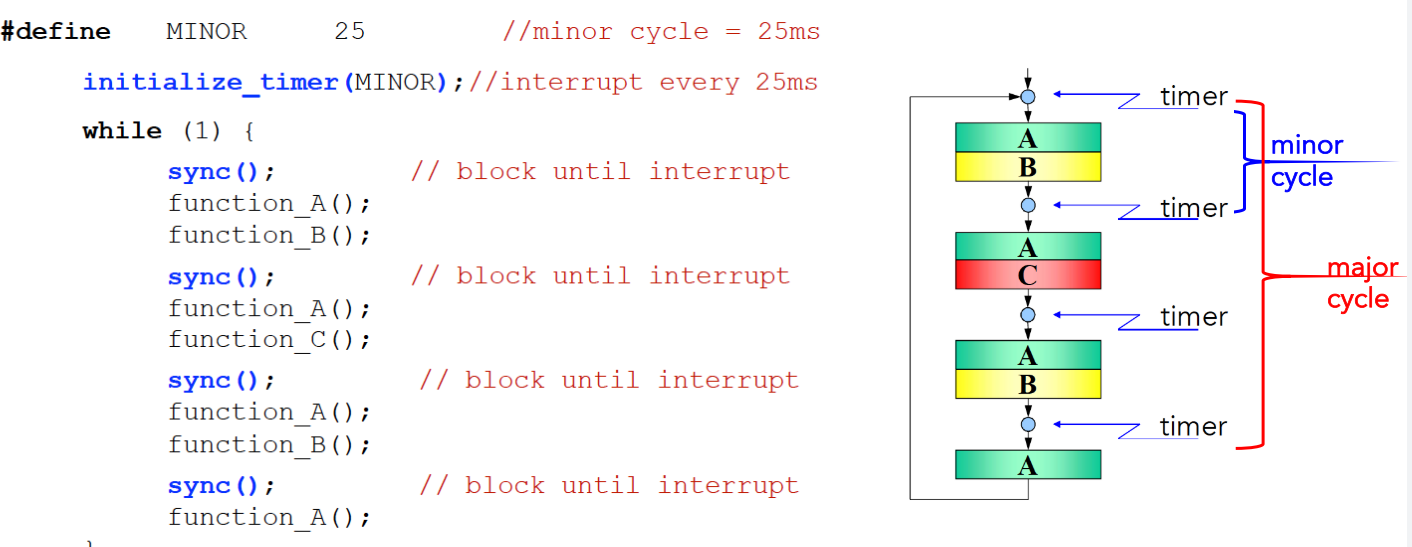 #define MINOR 25 //minor cycle = 25ms
initialize_timer(MINOR);//interrupt every 25ms
while (1) {
sync(); // block until interrupt
function_A();
function_B();
sync(); // block until interrupt
function_A();
function_C();
sync(); // block until interrupt
function_A();
function_B();
sync(); // block until interrupt
function_A();
timer
A
B
minor
cycle
timer
A
C
major
cycle
timer
A
B
timer
A